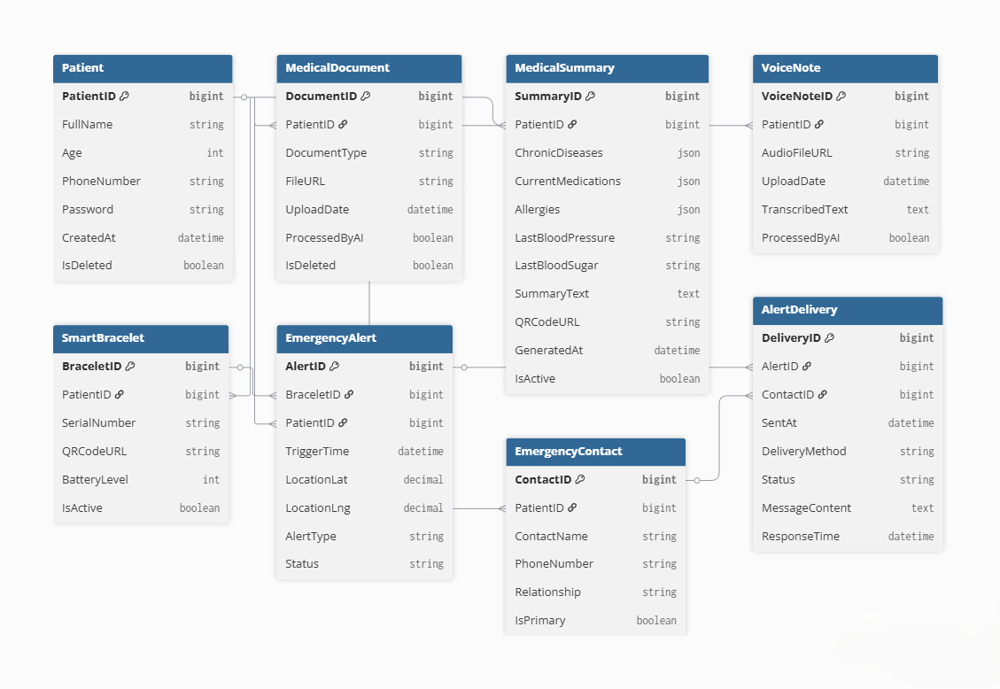 Patient
PatientID bigint
FullName string
Age int
PhoneNumber string
Password string
CreatedAt datetime
IsDeleted boolean
MedicalDocument
DocumentID bigint
PatientID bigint
DocumentType string
FileURL string
UploadDate datetime
ProcessedByAI boolean
IsDeleted boolean
MedicalSummary
SummaryID bigint
PatientID bigint
ChronicDiseases json
CurrentMedications json
Allergies json
LastBloodPressure string
LastBloodSugar string
SummaryText text
QRCodeURL string
GeneratedAt datetime
IsActive boolean
VoiceNote
VoiceNoteID bigint
PatientID bigint
AudioFileURL string
UploadDate datetime
TranscribedText text
ProcessedByAI boolean
SmartBracelet
BraceletID bigint
PatientID bigint
SerialNumber string
QRCodeURL string
BatteryLevel int
IsActive boolean
EmergencyAlert
AlertID bigint
BraceletID bigint
PatientID bigint
TriggerTime datetime
LocationLat decimal
LocationLng decimal
AlertType string
Status string
EmergencyContact
ContactID bigint
PatientID bigint
ContactName string
PhoneNumber string
Relationship string
IsPrimary boolean
AlertDelivery
DeliveryID bigint
AlertID bigint
ContactID bigint
SentAt datetime
DeliveryMethod string
Status string
MessageContent text
ResponseTime datetime